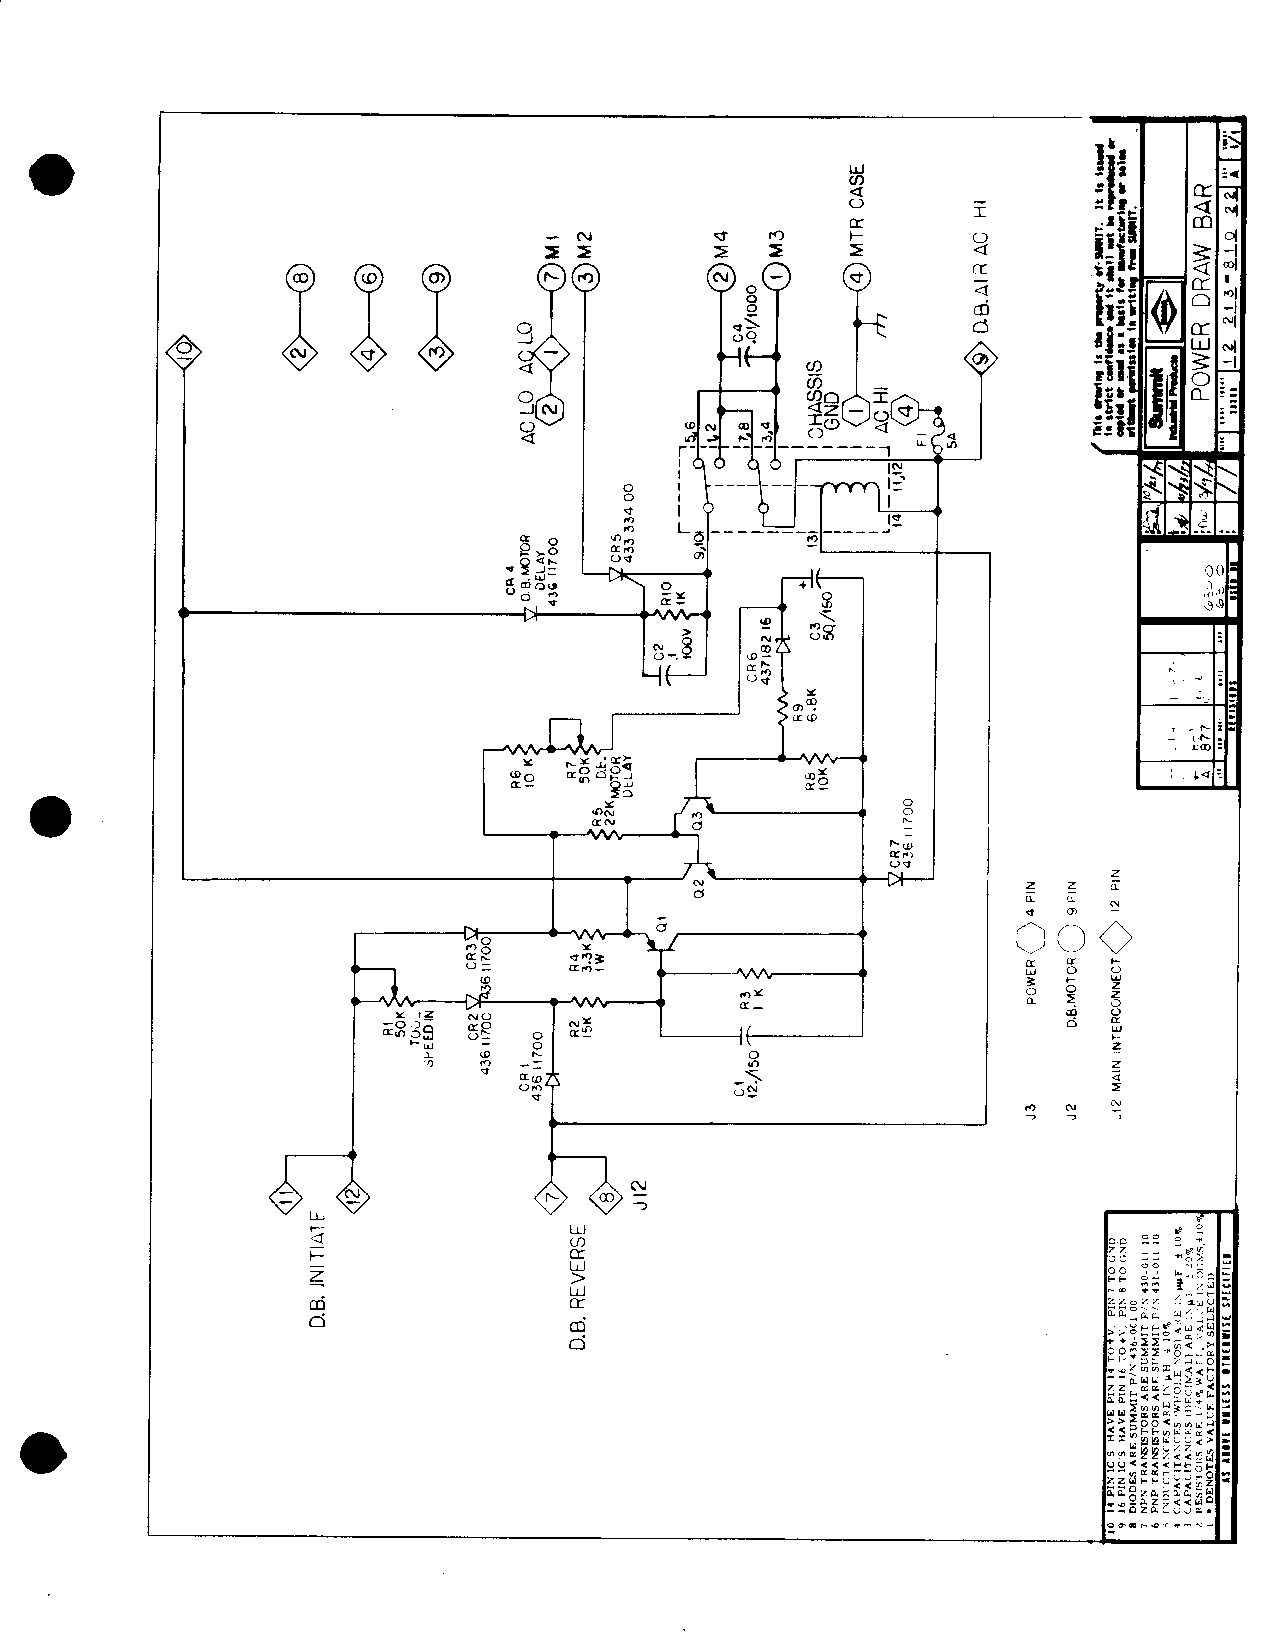 D.B. INITIATE
11
12
D.B. REVERSE
7
8
J12
10
R1
50K
SPEED IN
CR3
436 11700
CR2
436 11700
CR1
436 11700
R4
3.3K
1W
R2
15K
Q1
R3
1K
C1
12./150
R6
10 K
R7
50K
MOTOR
DELAY
R5
22K
Q2
Q3
R8
10K
R9
6.8K
CR6
437 182 16
C3
50/150
CR7
436 11700
CR4
D.B. MOTOR
DELAY
436 11700
C2
.1
100V
R10
1K
CR5
433 334 00
9,10
13
14
11,12
5,6
1,2
7,8
3,4
C4
.01/1000
F1
5A
2
8
4
6
3
9
AC LO
2
AC LO
1
7
M1
3
M2
2
M4
1
M3
CHASSIS
GND
1
4
MTR CASE
AC HI
4
9
D.B. AIR AC HI
J3 POWER 4 PIN
J2 D.B. MOTOR 9 PIN
J12 MAIN INTERCONNECT 12 PIN
10 14 PIN IC'S HAVE PIN 14 TO +V, PIN 7 TO GND
9 16 PIN IC'S HAVE PIN 16 TO +V, PIN 8 TO GND
8 DIODES ARE SUMMIT P/N 436-001 00
7 NPN TRANSISTORS ARE SUMMIT P/N 430-011 10
6 PNP TRANSISTORS ARE SUMMIT P/N 431-011 10
5 INDUCTANCES ARE IN µH ± 10%
4 CAPACITANCES (WHOLE NOS) ARE IN µµF ± 10%
3 CAPACITANCES (DECIMAL) ARE IN µF ± 20%
2 RESISTORS ARE 1/4% WATT, VALUE IN OHMS, ± 10%
1 * DENOTES VALUE FACTORY SELECTED
AS ABOVE UNLESS OTHERWISE SPECIFIED
REVISIONS
A 877
USED ON
This drawing is the property of SUMMIT. It is issued
in strict confidence and it shall not be reproduced or
copied or used as a basis for manufacturing or sales
without permission in writing from SUMMIT.
Summit
Industrial Products
POWER DRAW BAR
12 213-810 22 A 1/1